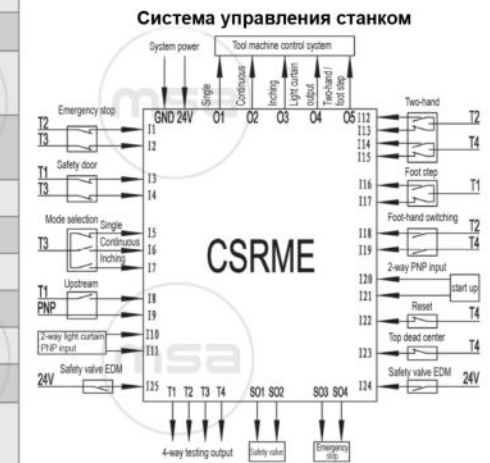 Система управления станком
System power
Tool machine control system
Single
Continuous
Inching
Light curtain
output
Two-hand/
foot step
GND 24V O1 O2 O3 O4 O5
Emergency stop
T2
T3
I1
I2
Safety door
T1
T3
I3
I4
Mode selection
T3
Single
Continuous
Inching
I5
I6
I7
Upstream
T1
PNP
I8
I9
2-way light curtain
PNP input
I10
I11
24V
Safety valve EDM
I25
CSRME
msa
msa
I12
I13
I14
I15
Two-hand
T2
T4
I16
I17
Foot step
T1
I18
I19
Foot-hand switching
T2
T4
I20
I21
2-way PNP input
start up
I22
Reset
T4
I23
Top dead center
T4
I24
Safety valve EDM
24V
T1 T2 T3 T4 SO1 SO2 SO3 SO4
4-way testing output
Safety valve
Emergency
stop